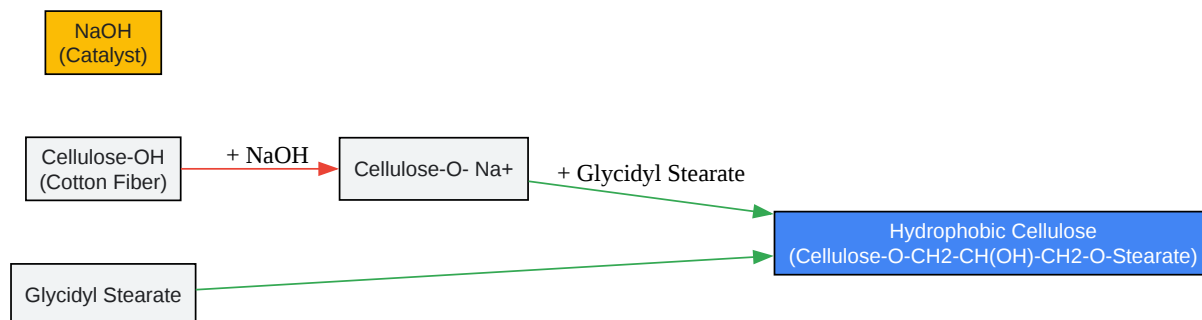 NaOH
(Catalyst)
Cellulose-OH
(Cotton Fiber)
+ NaOH
Cellulose-O- Na+
+ Glycidyl Stearate
Hydrophobic Cellulose
(Cellulose-O-CH2-CH(OH)-CH2-O-Stearate)
Glycidyl Stearate